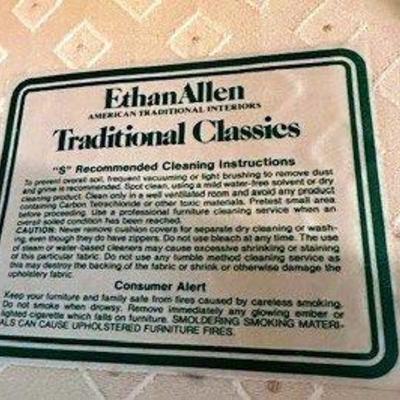 EthanAllen
AMERICAN TRADITIONAL INTERIORS
Traditional Classics
"S" Recommended Cleaning Instructions
To prevent overall soil, frequent vacuuming or light brushing to remove dust
and grime is recommended. Spot clean, using a mild water-free solvent or dry
cleaning product. Clean only in a well ventilated room and avoid any product
containing Carbon Tetrachloride or other toxic materials. Pretest small area
before proceeding. Use a professional furniture cleaning service when an
overall soiled condition has been reached.
CAUTION: Never remove cushion covers for separate dry cleaning or wash-
ing, even though they do have zippers. Do not use bleach at any time. The use
of steam or water-based cleaners may cause excessive shrinking or staining
of this particular fabric. Do not use any tumble method cleaning service as
this may destroy the backing of the fabric or shrink or otherwise damage the
upholstery fabric.
Consumer Alert
Keep your furniture and family safe from fires caused by careless smoking.
Do not smoke when drowsy. Remove immediately any glowing ember or
lighted cigarette which falls on furniture. SMOLDERING SMOKING MATERI-
ALS CAN CAUSE UPHOLSTERED FURNITURE FIRES.